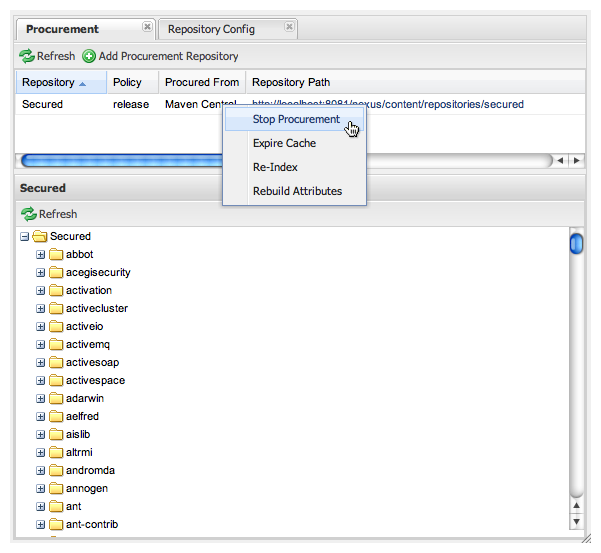 Procurement Repository Config
Refresh Add Procurement Repository
Repository Policy Procured From Repository Path
Secured release Maven Central http://localhost:8081/nexus/content/repositories/secured
Stop Procurement
Expire Cache
Re-Index
Rebuild Attributes
Secured
Refresh
Secured
abbot
acegisecurity
activation
activecluster
activeio
activemq
activesoap
activespace
adarwin
aelfred
aislib
altrmi
andromda
annogen
ant
ant-contrib